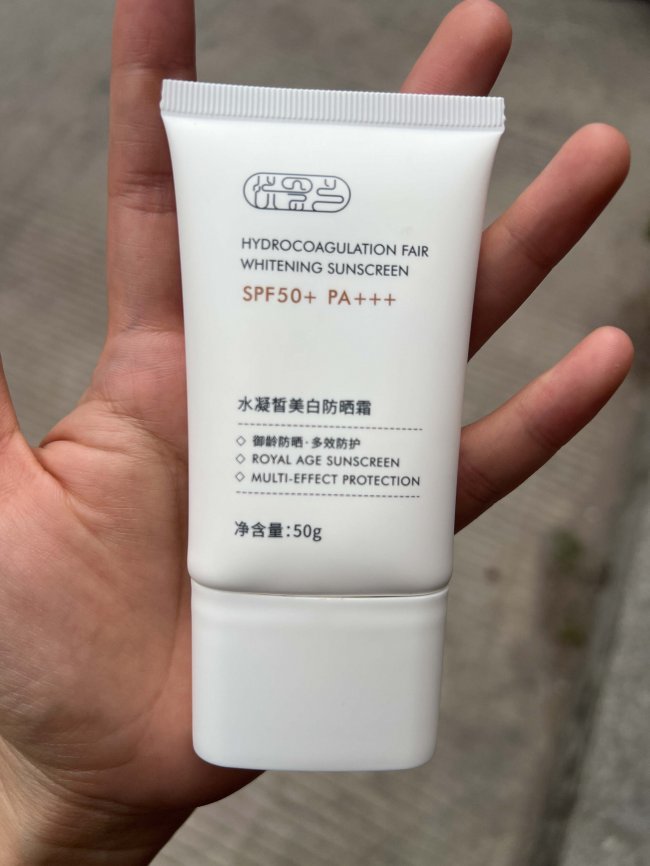 HYDROCOAGULATION FAIR
WHITENING SUNSCREEN
SPF50+ PA+++
水凝皙美白防晒霜
御龄防晒·多效防护
ROYAL AGE SUNSCREEN
MULTI-EFFECT PROTECTION
净含量：50g